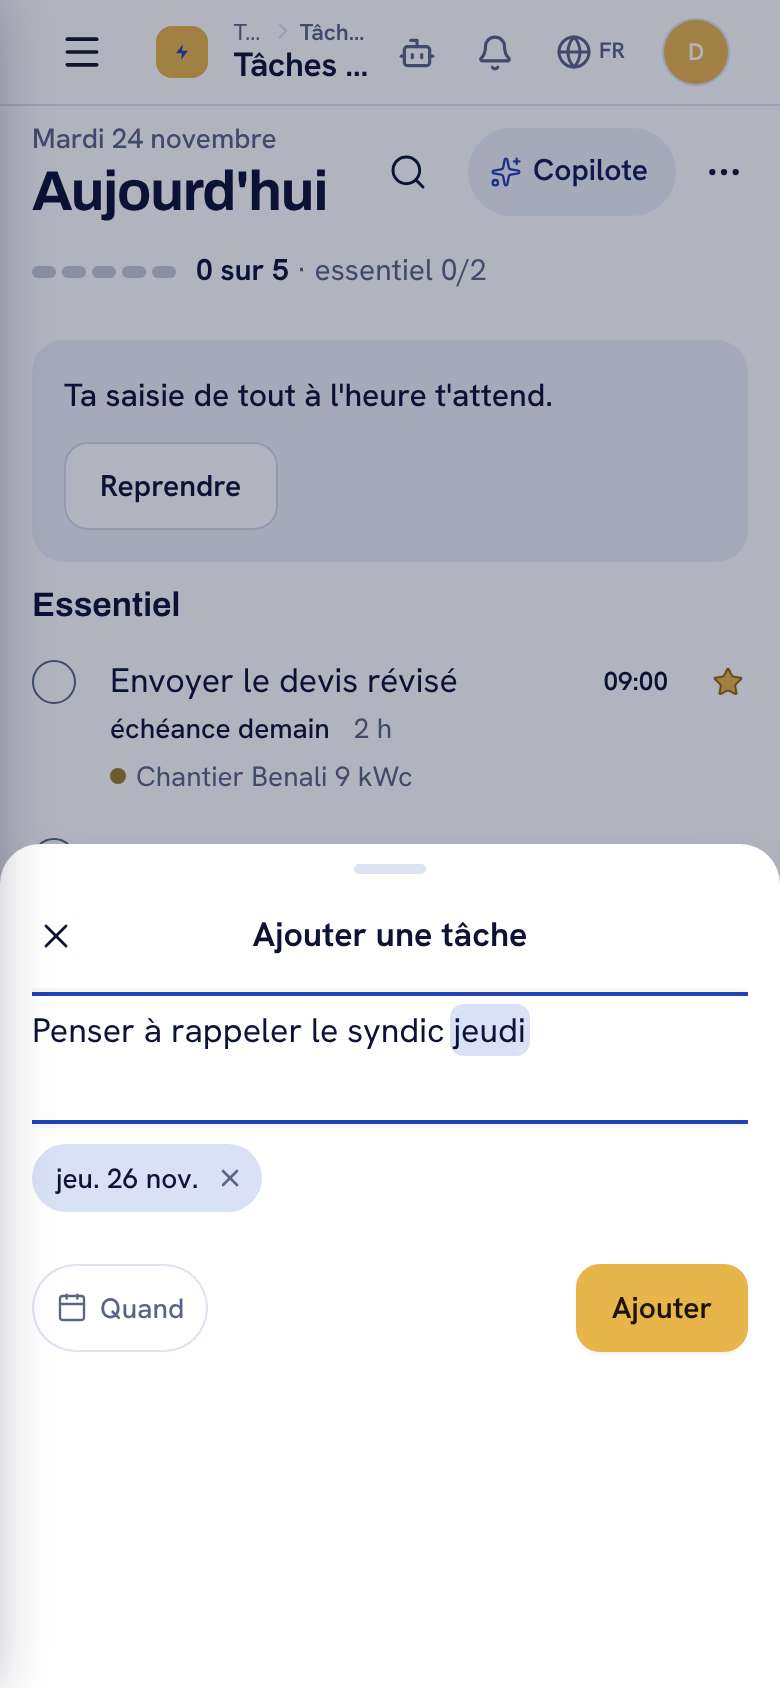 T... > Tâch...
Tâches ...
FR
D
Mardi 24 novembre
Aujourd'hui
Copilote
0 sur 5 · essentiel 0/2
Ta saisie de tout à l'heure t'attend.
Reprendre
Essentiel
Envoyer le devis révisé 09:00
échéance demain 2 h
Chantier Benali 9 kWc
Ajouter une tâche
Penser à rappeler le syndic jeudi
jeu. 26 nov.
Quand
Ajouter